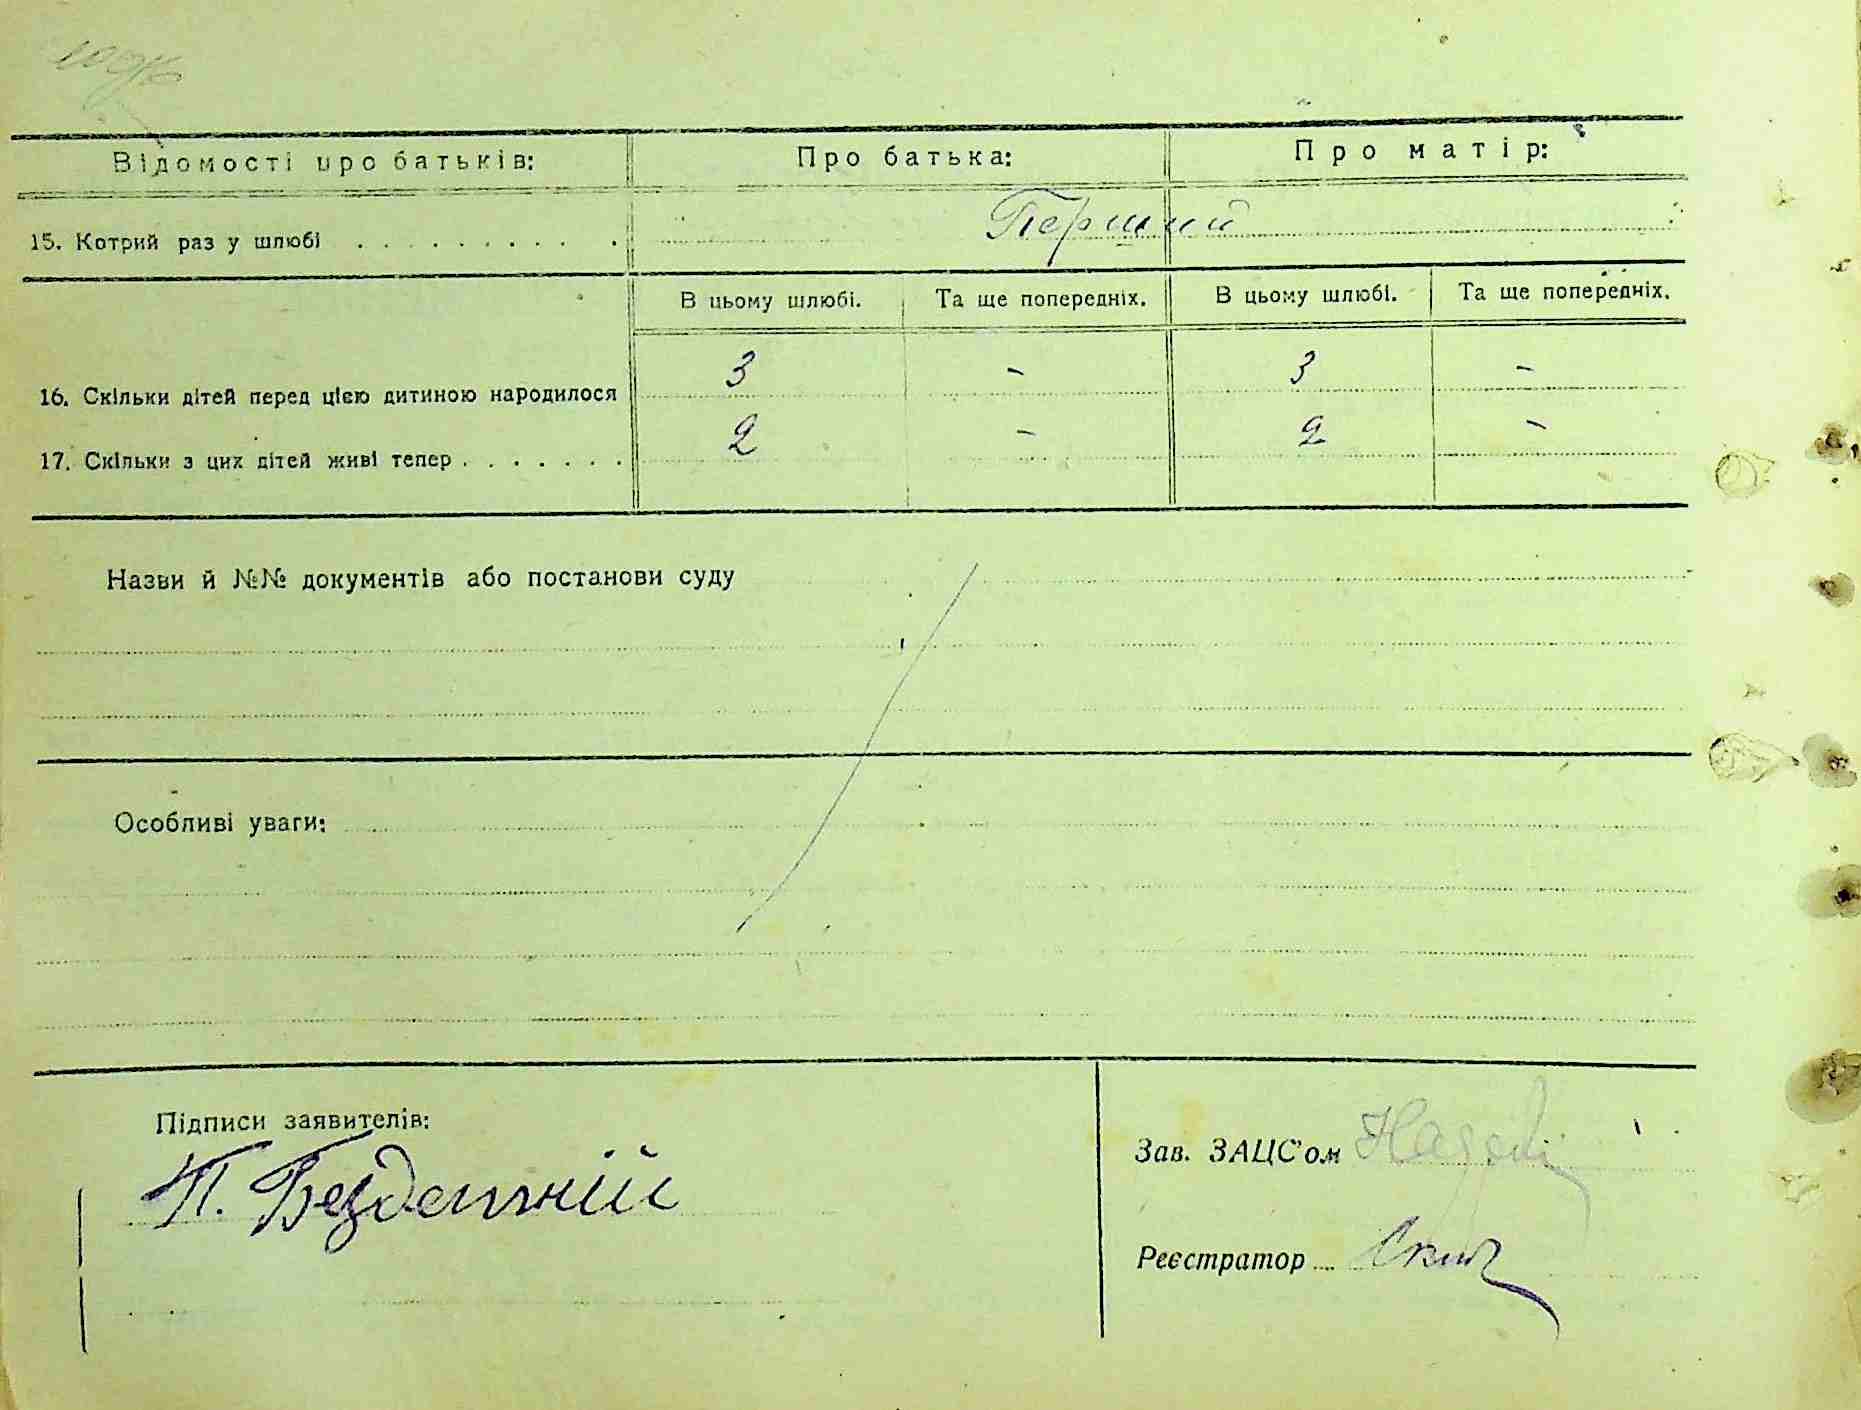 Відомості про батьків: Про батька: Про матір:
15. Котрий раз у шлюбі . . . . . . . . . . Перший
В цьому шлюбі. Та ще попередніх. В цьому шлюбі. Та ще попередніх.
16. Скільки дітей перед цією дитиною народилося 3 - 3 -
17. Скільки з цих дітей живі тепер . . . . . . . 2 - 2 -
Назви й №№ документів або постанови суду
Особливі уваги:
Підписи заявителів:
Зав. ЗАЦС'ом
П. Безденний
Реєстратор